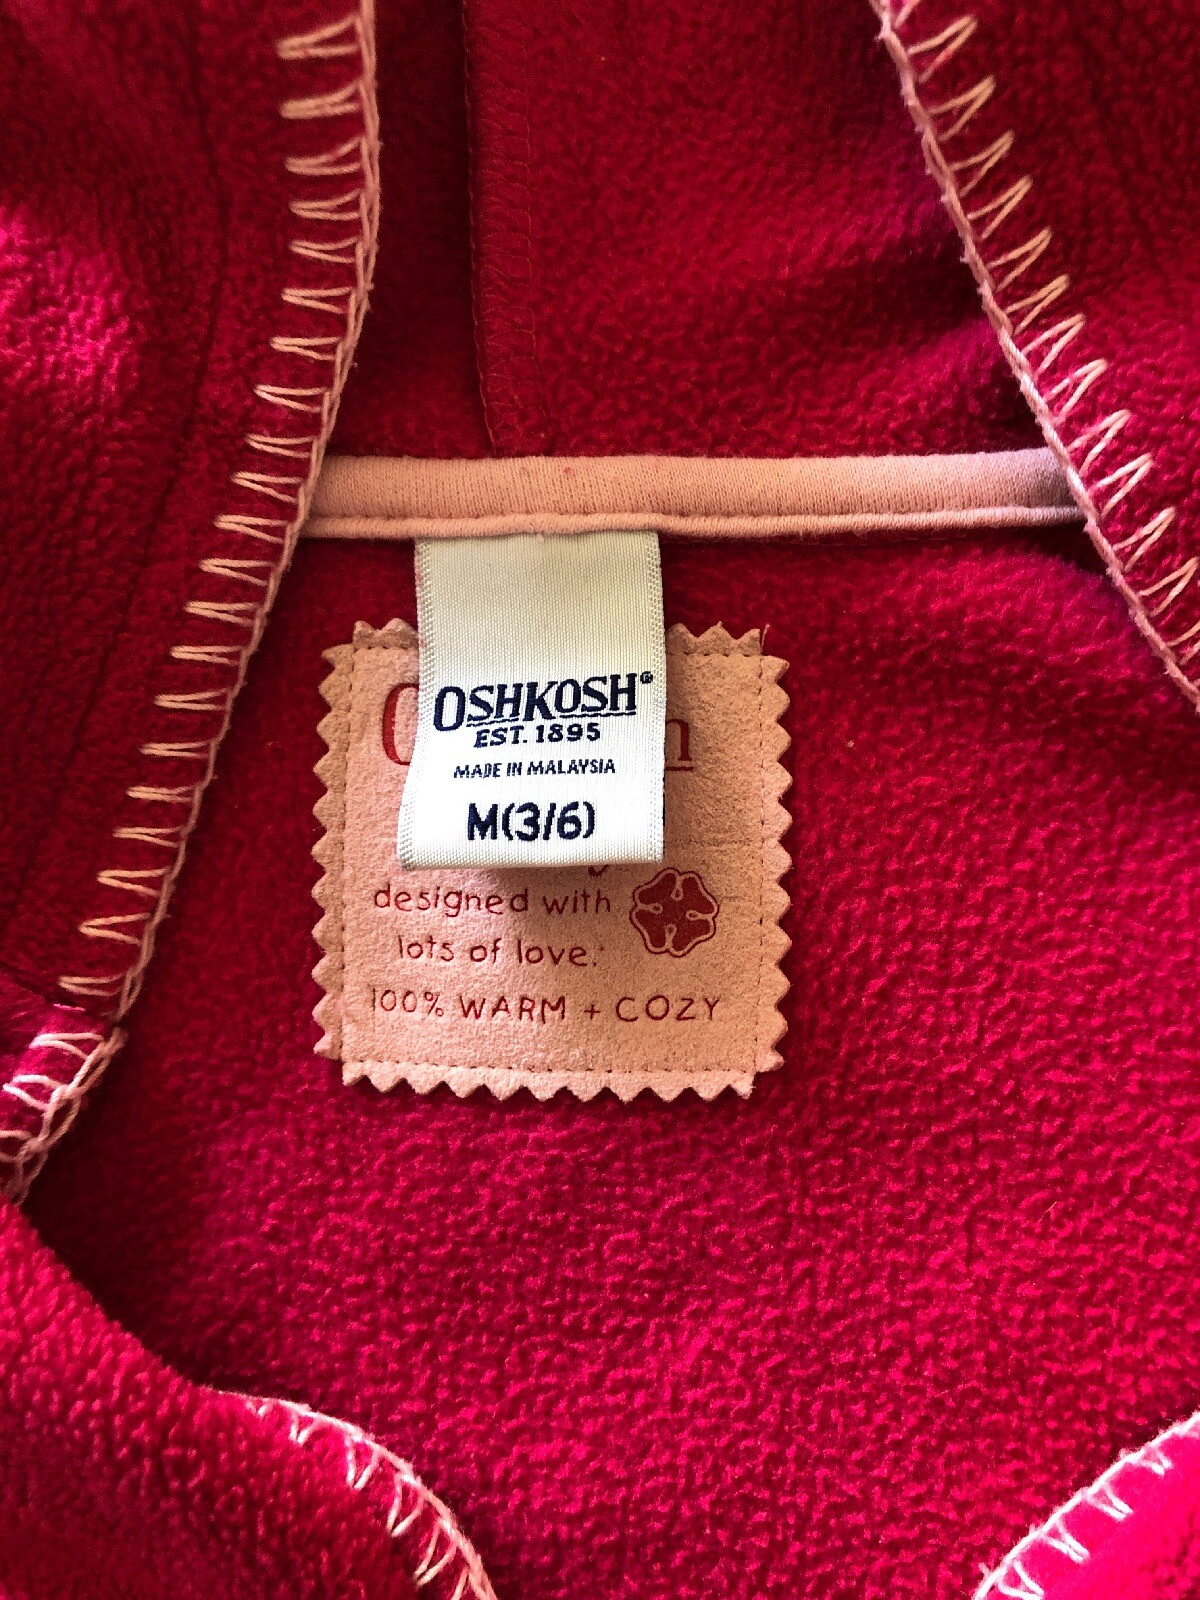 OSHKOSH®
EST. 1895
MADE IN MALAYSIA
M(3/6)
designed with
lots of love.
100% WARM + COZY